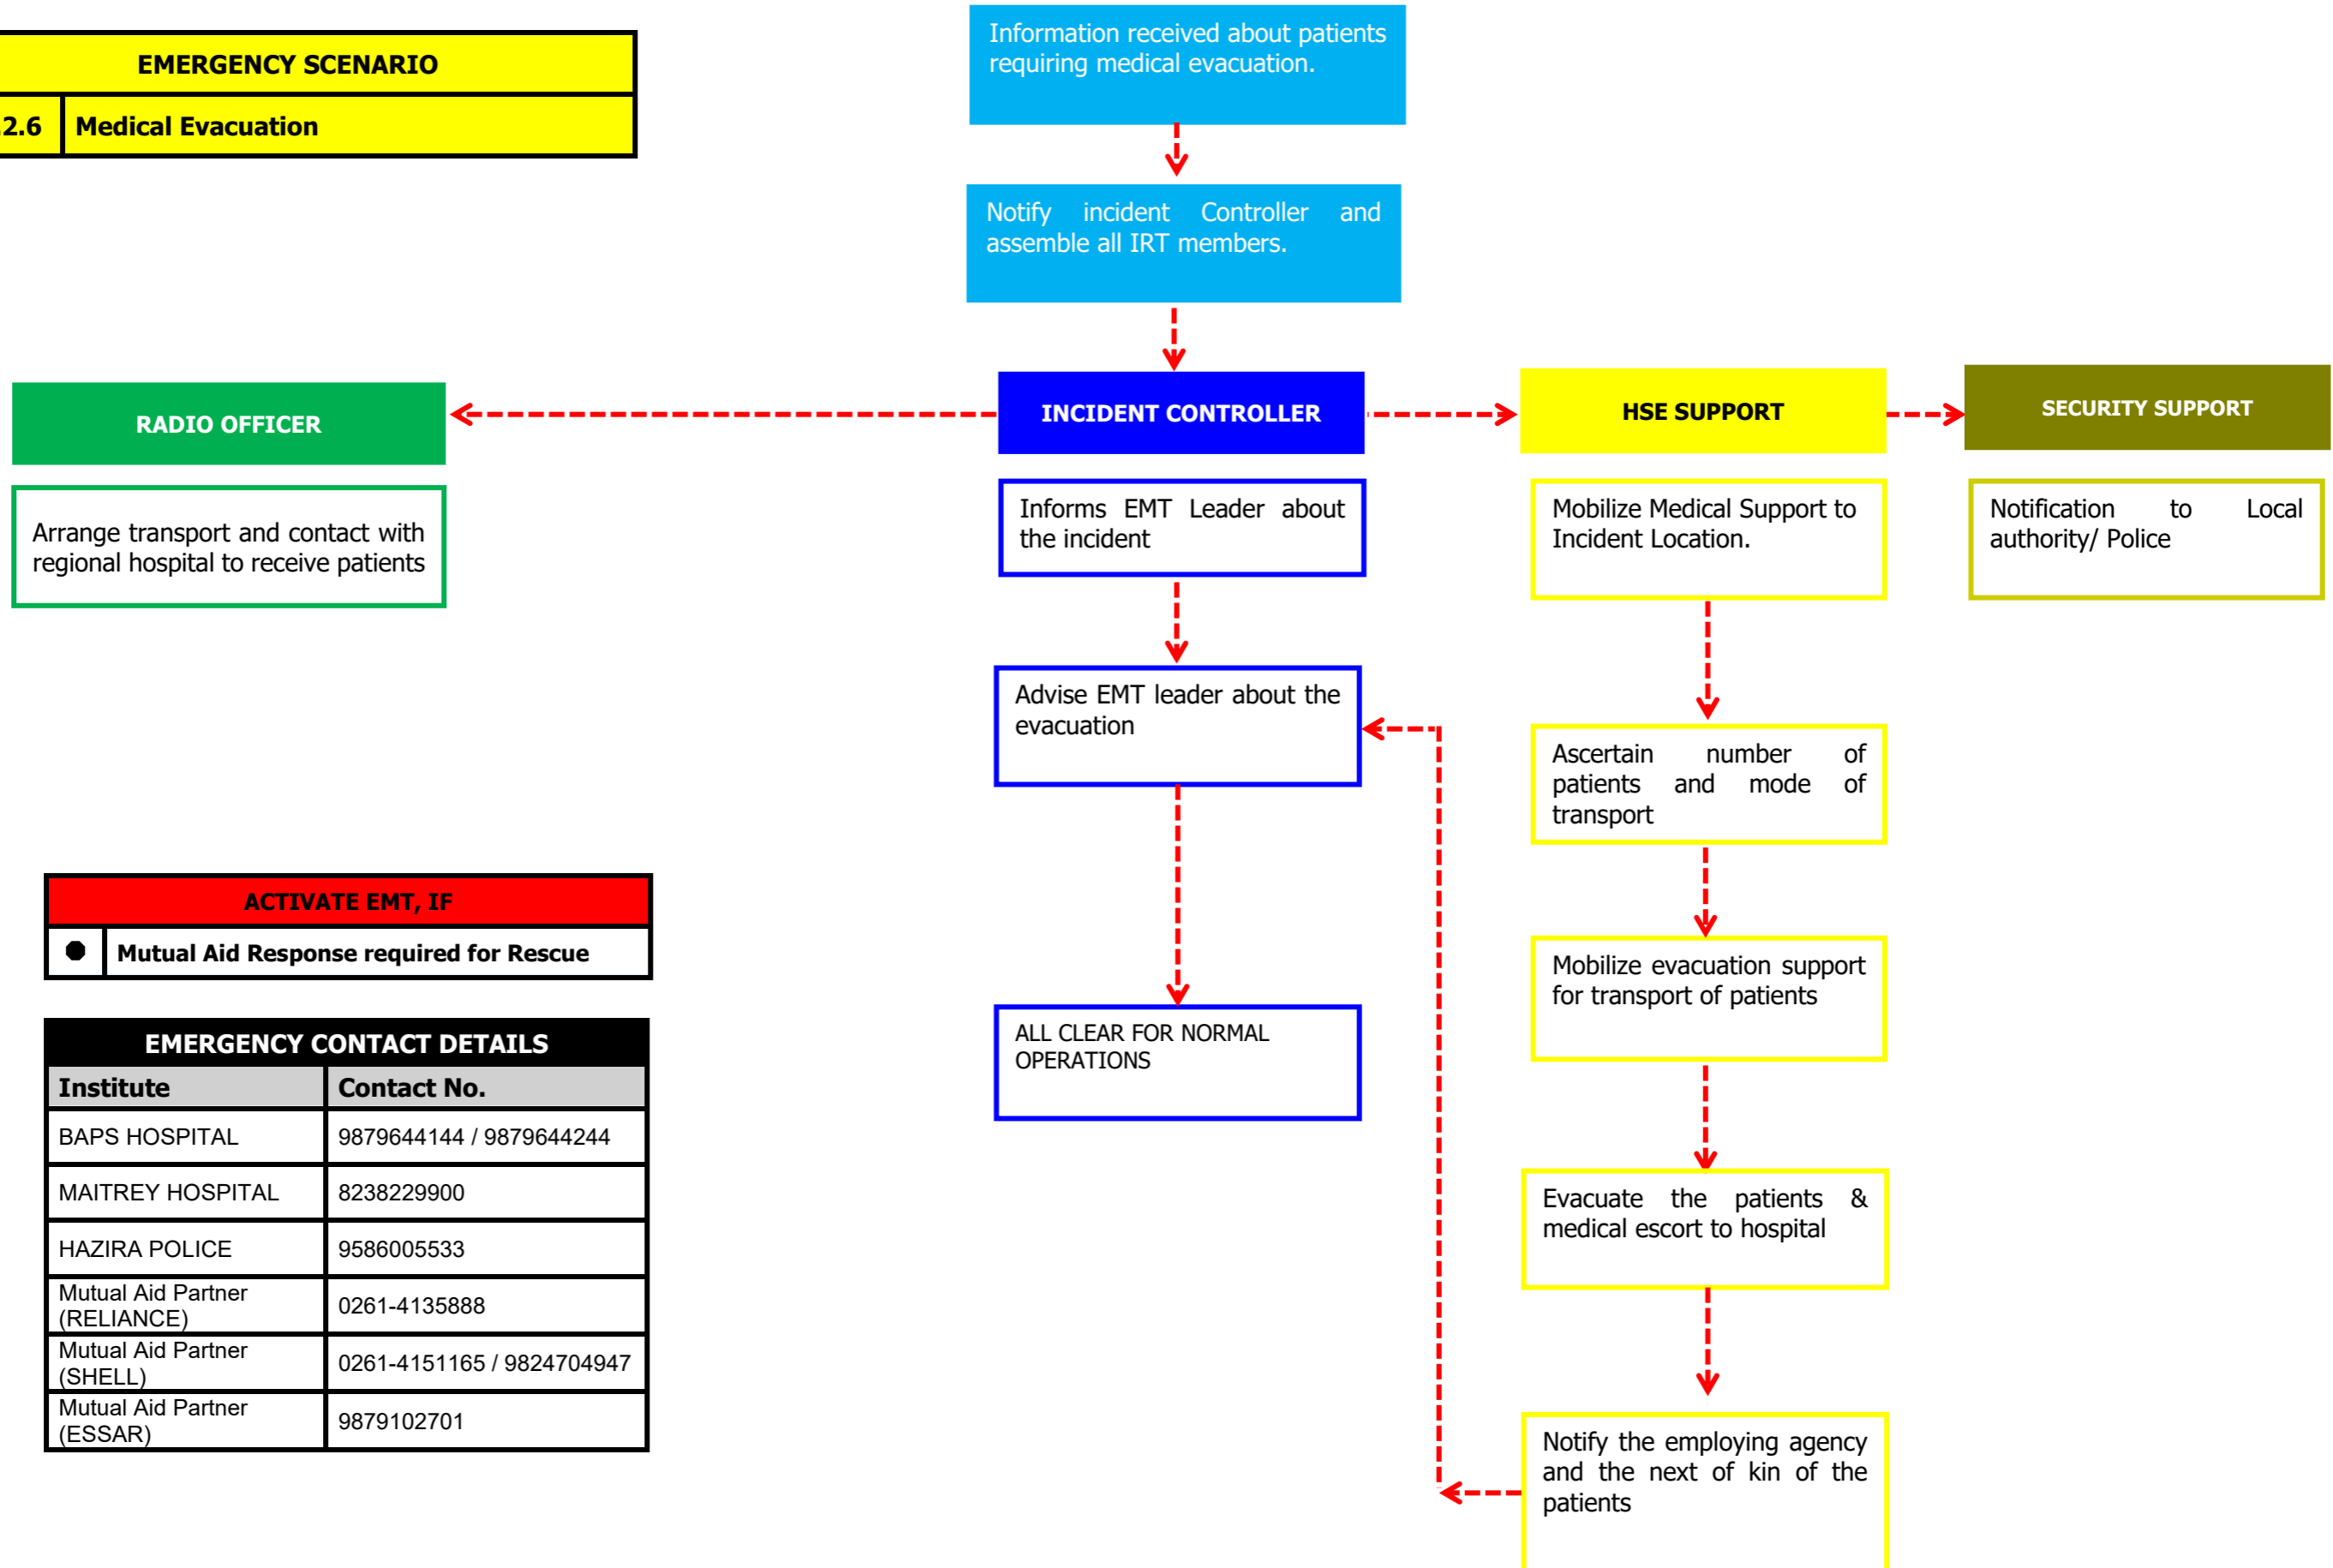 EMERGENCY SCENARIO
.2.6 Medical Evacuation
Information received about patients
requiring medical evacuation.
Notify incident Controller and
assemble all IRT members.
RADIO OFFICER
INCIDENT CONTROLLER
HSE SUPPORT
SECURITY SUPPORT
Arrange transport and contact with
regional hospital to receive patients
Informs EMT Leader about
the incident
Mobilize Medical Support to
Incident Location.
Notification to Local
authority/ Police
Advise EMT leader about the
evacuation
Ascertain number of
patients and mode of
transport
Mobilize evacuation support
for transport of patients
ALL CLEAR FOR NORMAL
OPERATIONS
Evacuate the patients &
medical escort to hospital
Notify the employing agency
and the next of kin of the
patients
ACTIVATE EMT, IF
Mutual Aid Response required for Rescue
EMERGENCY CONTACT DETAILS
Institute Contact No.
BAPS HOSPITAL 9879644144 / 9879644244
MAITREY HOSPITAL 8238229900
HAZIRA POLICE 9586005533
Mutual Aid Partner
(RELIANCE) 0261-4135888
Mutual Aid Partner
(SHELL) 0261-4151165 / 9824704947
Mutual Aid Partner
(ESSAR) 9879102701